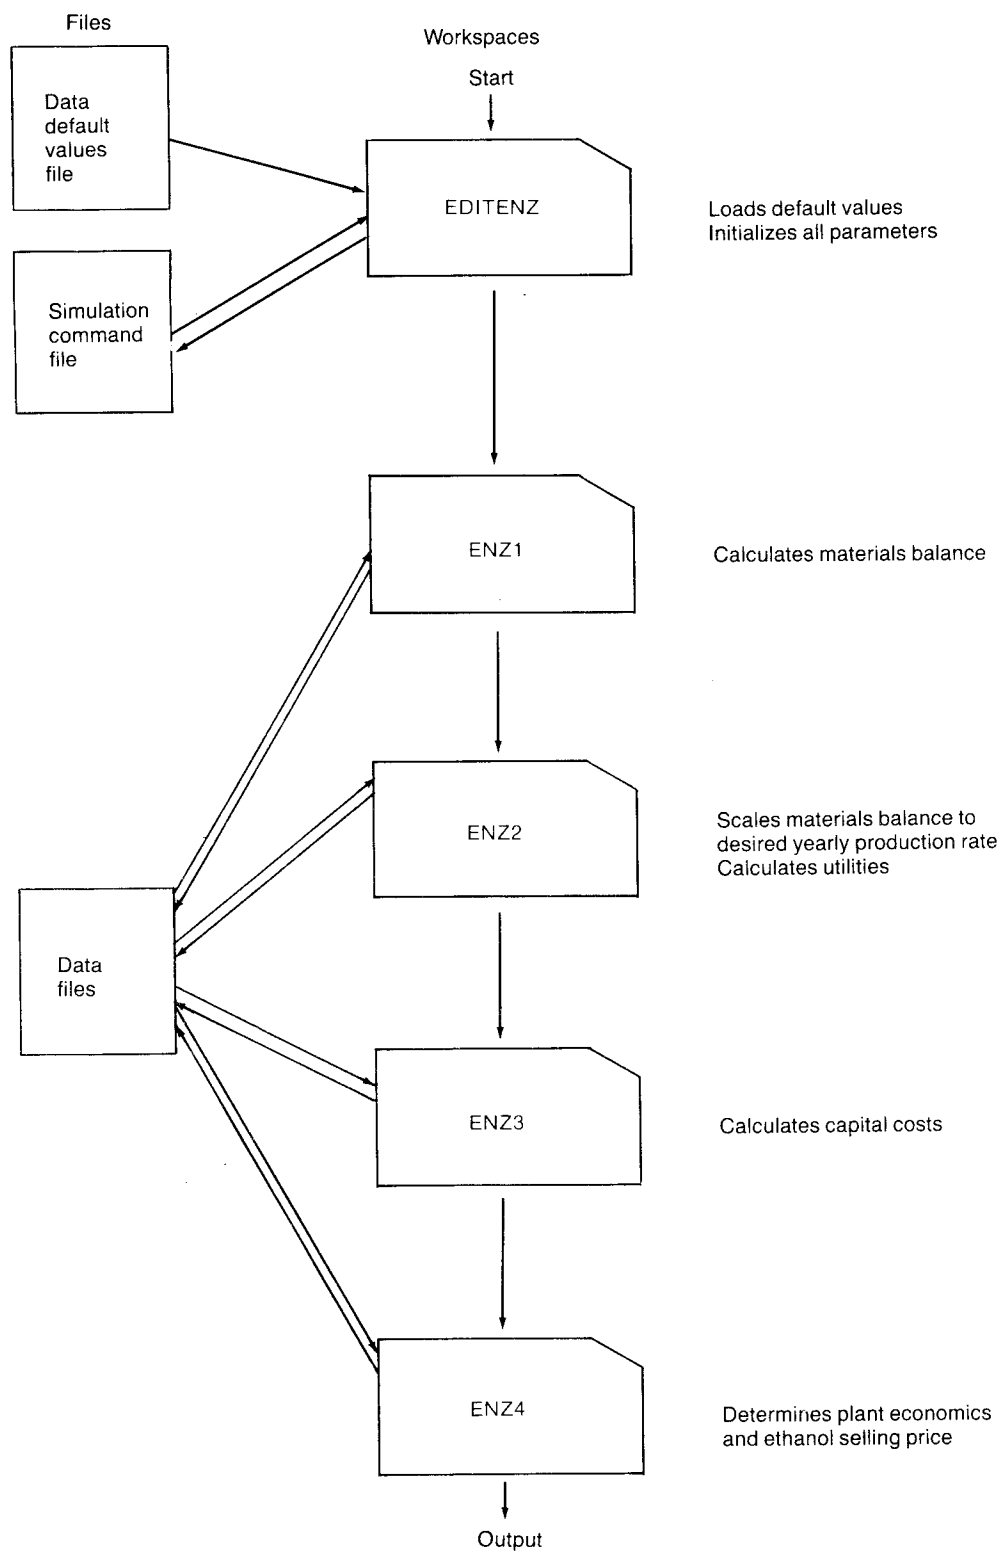 Files
Workspaces
Start
Data
default
values
file
EDITENZ
Loads default values
Initializes all parameters
Simulation
command
file
ENZ1
Calculates materials balance
ENZ2
Scales materials balance to
desired yearly production rate
Calculates utilities
Data
files
ENZ3
Calculates capital costs
ENZ4
Determines plant economics
and ethanol selling price
Output